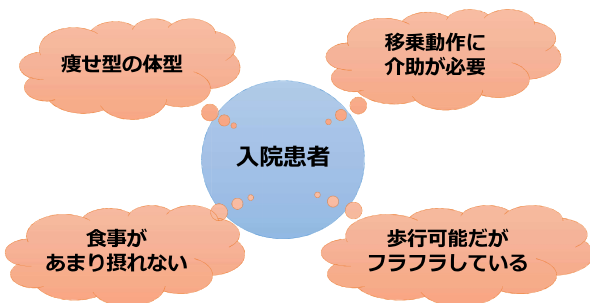 痩せ型の体型
移乗動作に
介助が必要
入院患者
食事が
あまり摂れない
歩行可能だが
フラフラしている